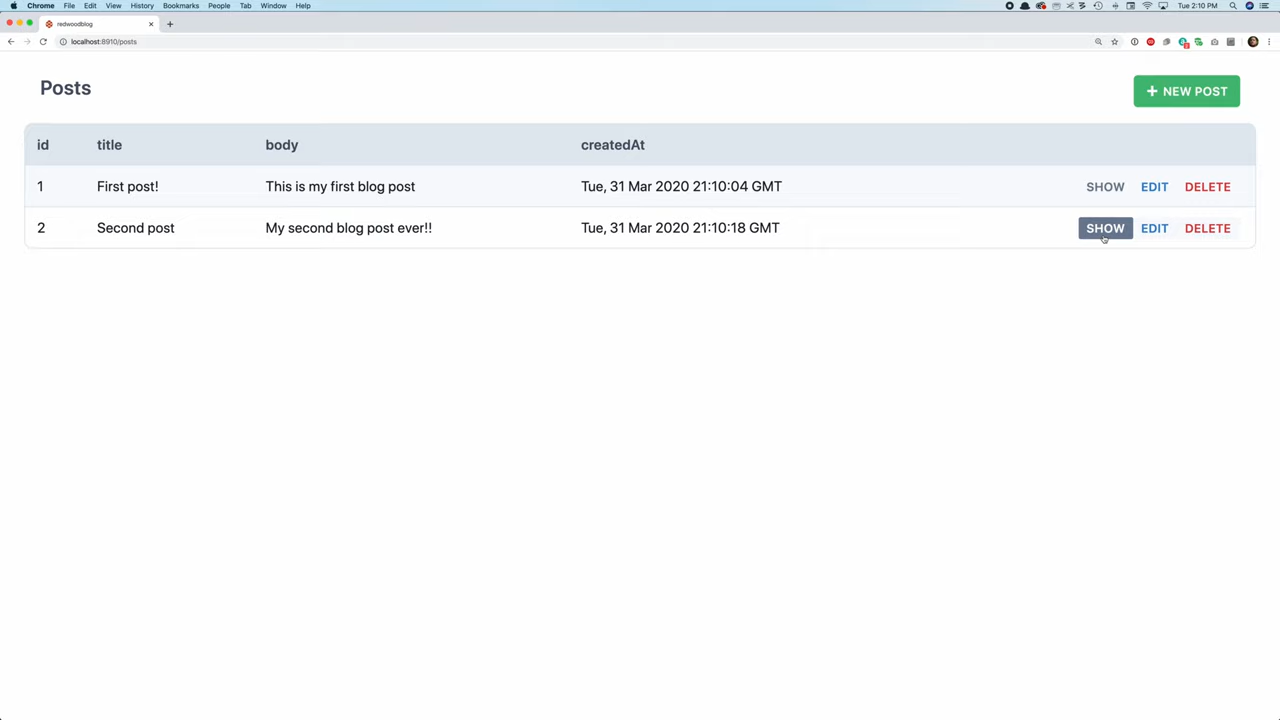 Chrome File Edit View History Bookmarks People Tab Window Help Tue 2:10 PM
redwoodblog
localhost:8910/posts
Posts
+ NEW POST
id title body createdAt
1 First post! This is my first blog post Tue, 31 Mar 2020 21:10:04 GMT SHOW EDIT DELETE
2 Second post My second blog post ever!! Tue, 31 Mar 2020 21:10:18 GMT SHOW EDIT DELETE